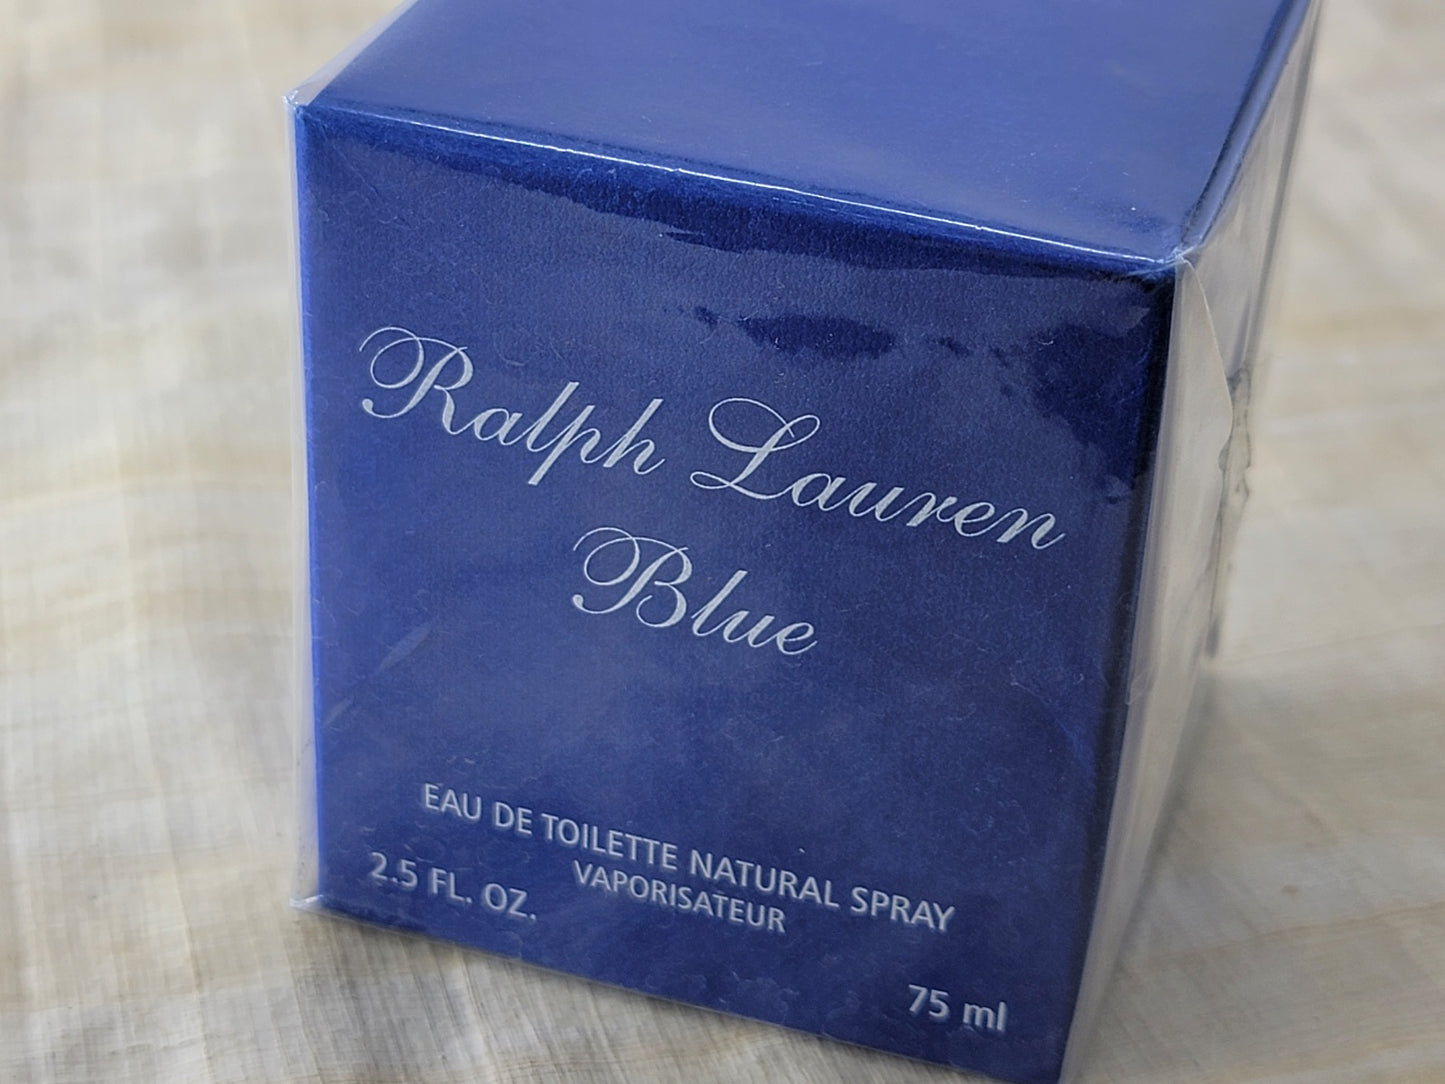 Ralph Lauren
Blue
EAU DE TOILETTE NATURAL SPRAY
VAPORISATEUR
2.5 FL. OZ.
75 ml